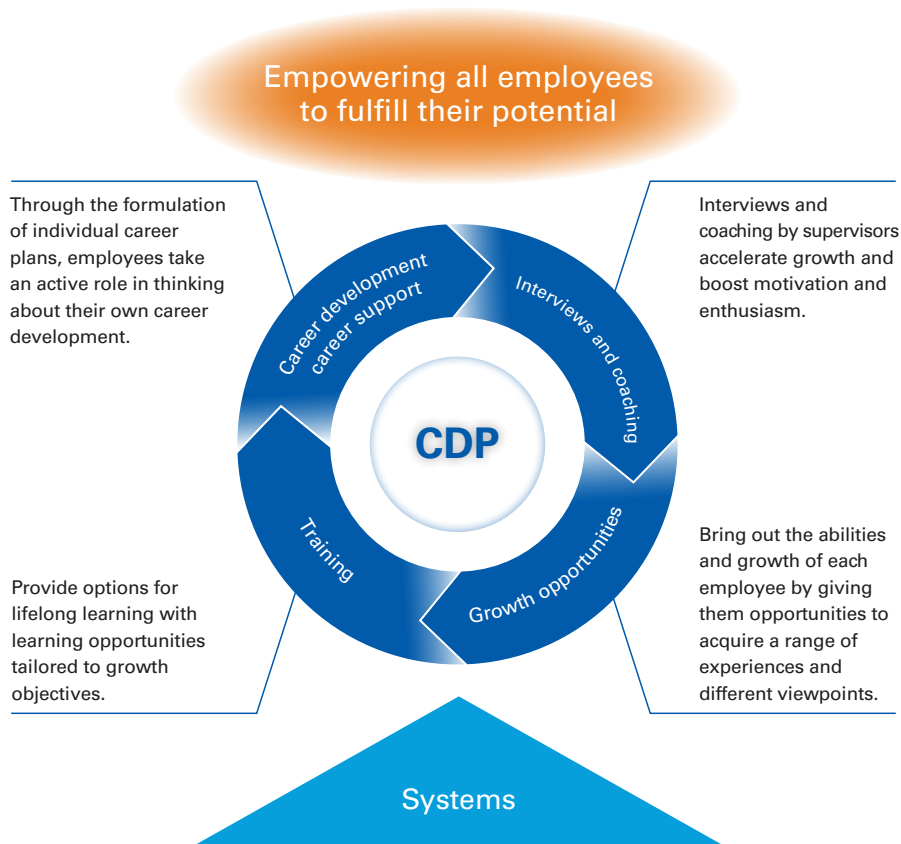 Empowering all employees
to fulfill their potential
Through the formulation
of individual career
plans, employees take
an active role in thinking
about their own career
development.
Interviews and
coaching by supervisors
accelerate growth and
boost motivation and
enthusiasm.
Career development
career support
Interviews and coaching
CDP
Training
Growth opportunities
Provide options for
lifelong learning with
learning opportunities
tailored to growth
objectives.
Bring out the abilities
and growth of each
employee by giving
them opportunities to
acquire a range of
experiences and
different viewpoints.
Systems